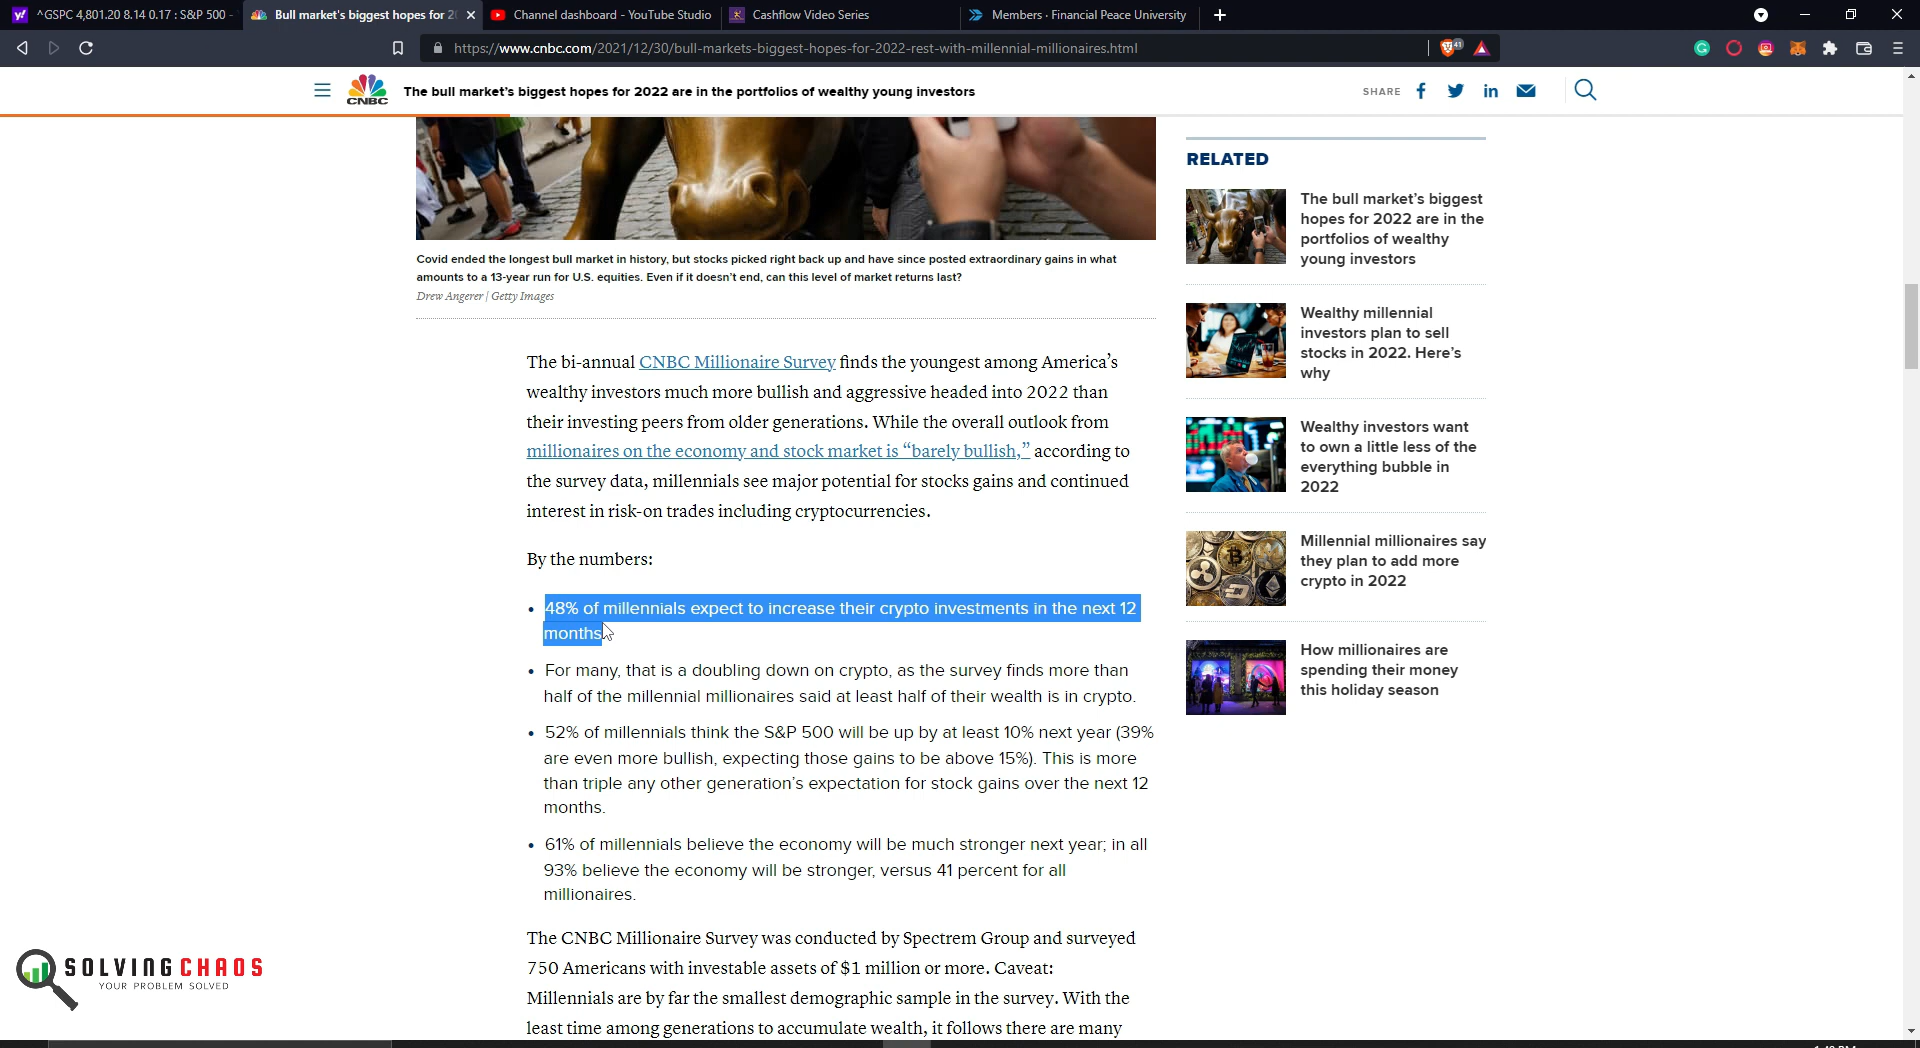 ^GSPC 4,801.20 8.14 0.17 : S&P 500 -
Bull market's biggest hopes for 2
Channel dashboard - YouTube Studio
Cashflow Video Series
Members · Financial Peace University
https://www.cnbc.com/2021/12/30/bull-markets-biggest-hopes-for-2022-rest-with-millennial-millionaires.html
CNBC
The bull market's biggest hopes for 2022 are in the portfolios of wealthy young investors
SHARE
Covid ended the longest bull market in history, but stocks picked right back up and have since posted extraordinary gains in what
amounts to a 13-year run for U.S. equities. Even if it doesn't end, can this level of market returns last?
Drew Angerer | Getty Images
The bi-annual CNBC Millionaire Survey finds the youngest among America's
wealthy investors much more bullish and aggressive headed into 2022 than
their investing peers from older generations. While the overall outlook from
millionaires on the economy and stock market is “barely bullish,” according to
the survey data, millennials see major potential for stocks gains and continued
interest in risk-on trades including cryptocurrencies.
By the numbers:
• 48% of millennials expect to increase their crypto investments in the next 12
months
• For many, that is a doubling down on crypto, as the survey finds more than
half of the millennial millionaires said at least half of their wealth is in crypto.
• 52% of millennials think the S&P 500 will be up by at least 10% next year (39%
are even more bullish, expecting those gains to be above 15%). This is more
than triple any other generation's expectation for stock gains over the next 12
months.
• 61% of millennials believe the economy will be much stronger next year; in all
93% believe the economy will be stronger, versus 41 percent for all
millionaires.
The CNBC Millionaire Survey was conducted by Spectrem Group and surveyed
750 Americans with investable assets of $1 million or more. Caveat:
Millennials are by far the smallest demographic sample in the survey. With the
least time among generations to accumulate wealth, it follows there are many
RELATED
The bull market's biggest
hopes for 2022 are in the
portfolios of wealthy
young investors
Wealthy millennial
investors plan to sell
stocks in 2022. Here's
why
Wealthy investors want
to own a little less of the
everything bubble in
2022
Millennial millionaires say
they plan to add more
crypto in 2022
How millionaires are
spending their money
this holiday season
SOLVING CHAOS
YOUR PROBLEM SOLVED